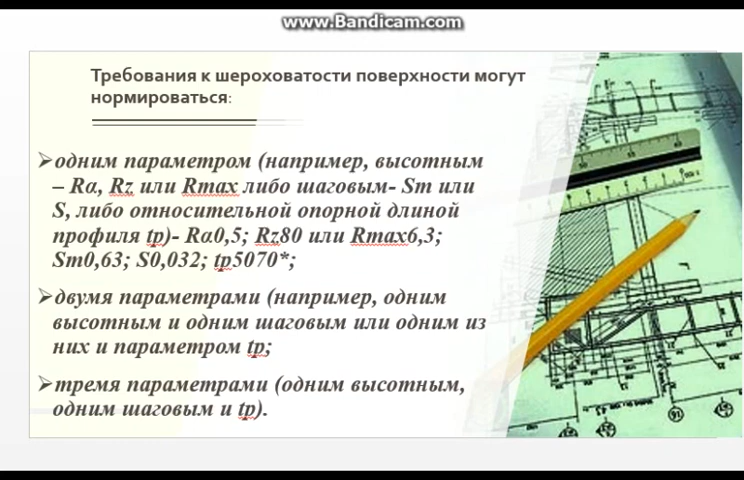 www.Bandicam.com
Требования к шероховатости поверхности могут
нормироваться:
➢одним параметром (например, высотным
– Rα, Rz или Rmax либо шаговым- Sm или
S, либо относительной опорной длиной
профиля tp)- Rα0,5; Rz80 или Rmax6,3;
Sm0,63; S0,032; tp5070*;
➢двумя параметрами (например, одним
высотным и одним шаговым или одним из
них и параметром tp;
➢тремя параметрами (одним высотным,
одним шаговым и tp).